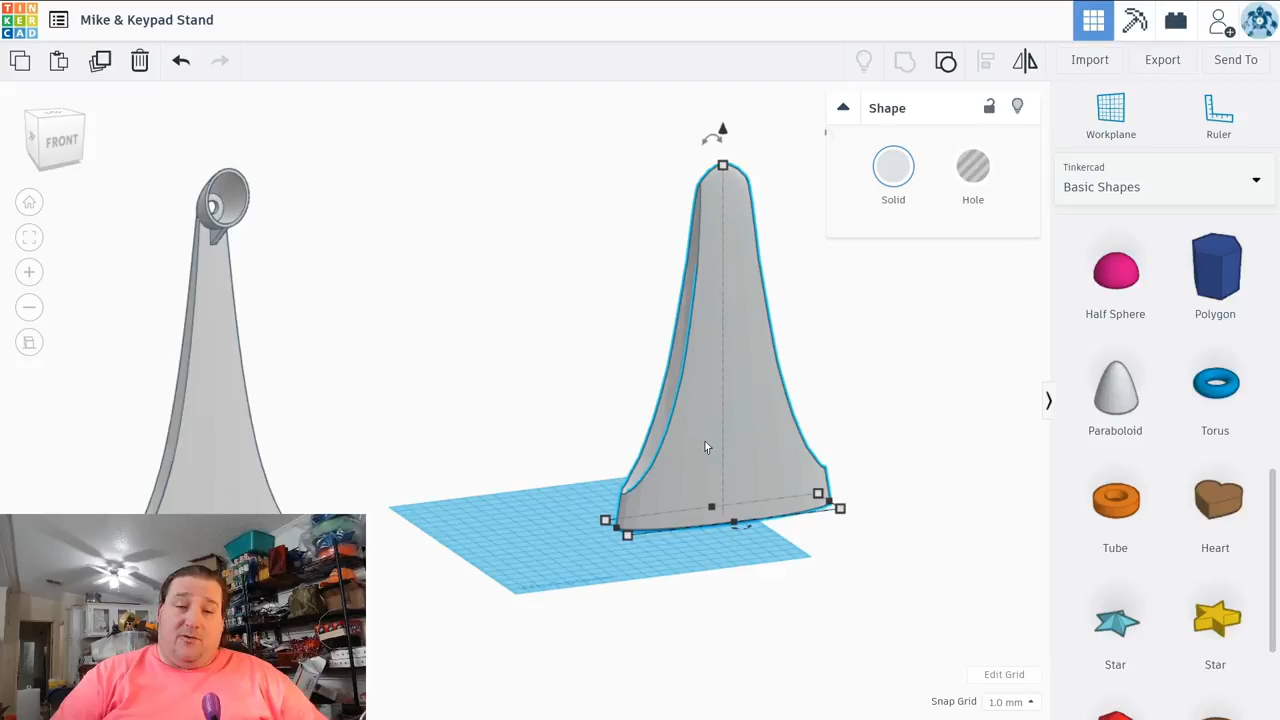 TIN
KER
CAD
Mike & Keypad Stand
Import
Export
Send To
FRONT
Shape
Solid
Hole
Workplane
Ruler
Tinkercad
Basic Shapes
Half Sphere
Polygon
Paraboloid
Torus
Tube
Heart
Star
Star
Edit Grid
Snap Grid
1.0 mm